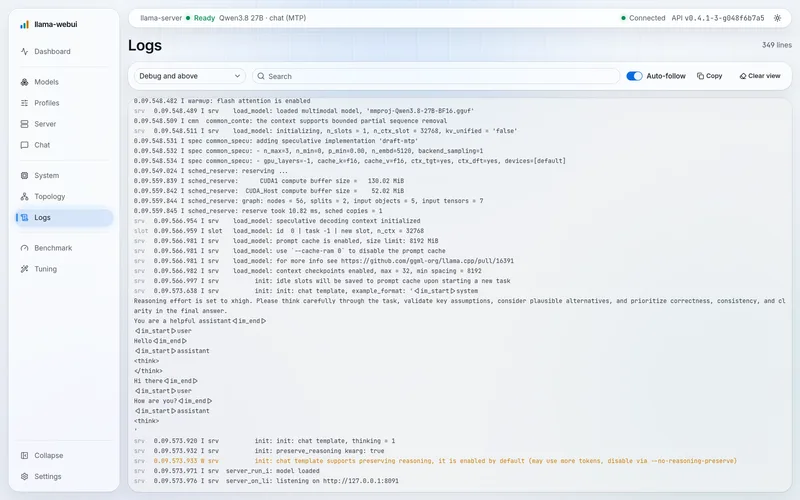 llama-webui
Dashboard
Models
Profiles
Server
Chat
System
Topology
Logs
Benchmark
Tuning
Collapse
Settings
llama-server Ready Qwen3.8 27B · chat (MTP)
Connected API v0.4.1-3-g048f6b7a5
Logs
349 lines
Debug and above
Search
Auto-follow
Copy
Clear view
0.09.548.482 I warmup: flash attention is enabled
srv 0.09.548.489 I srv load_model: loaded multimodal model, 'mmproj-Qwen3.8-27B-BF16.gguf'
0.09.548.509 I cmn common_conte: the context supports bounded partial sequence removal
srv 0.09.548.511 I srv load_model: initializing, n_slots = 1, n_ctx_slot = 32768, kv_unified = 'false'
0.09.548.531 I spec common_specu: adding speculative implementation 'draft-mtp'
0.09.548.532 I spec common_specu: - n_max=3, n_min=0, p_min=0.00, n_embd=5120, backend_sampling=1
0.09.548.534 I spec common_specu: - gpu_layers=-1, cache_k=f16, cache_v=f16, ctx_tgt=yes, ctx_dft=yes, devices=[default]
0.09.549.024 I sched_reserve: reserving ...
0.09.559.839 I sched_reserve: CUDA1 compute buffer size = 130.02 MiB
0.09.559.842 I sched_reserve: CUDA_Host compute buffer size = 52.02 MiB
0.09.559.844 I sched_reserve: graph: nodes = 56, splits = 2, input objects = 5, input tensors = 7
0.09.559.845 I sched_reserve: reserve took 10.82 ms, sched copies = 1
srv 0.09.566.954 I srv load_model: speculative decoding context initialized
slot 0.09.566.959 I slot load_model: id 0 | task -1 | new slot, n_ctx = 32768
srv 0.09.566.981 I srv load_model: prompt cache is enabled, size limit: 8192 MiB
srv 0.09.566.981 I srv load_model: use `--cache-ram 0` to disable the prompt cache
srv 0.09.566.981 I srv load_model: for more info see https://github.com/ggml-org/llama.cpp/pull/16391
srv 0.09.566.982 I srv load_model: context checkpoints enabled, max = 32, min spacing = 8192
srv 0.09.566.997 I srv init: idle slots will be saved to prompt cache upon starting a new task
srv 0.09.573.638 I srv init: init: chat template, example_format: '<|im_start|>system
Reasoning effort is set to xhigh. Please think carefully through the task, validate key assumptions, consider plausible alternatives, and prioritize correctness, consistency, and cl
arity in the final answer.
You are a helpful assistant<|im_end|>
<|im_start|>user
Hello<|im_end|>
<|im_start|>assistant
<think>
</think>
Hi there<|im_end|>
<|im_start|>user
How are you?<|im_end|>
<|im_start|>assistant
<think>
'
srv 0.09.573.920 I srv init: init: chat template, thinking = 1
srv 0.09.573.932 I srv init: preserve_reasoning kwarg: true
srv 0.09.573.933 W srv init: chat template supports preserving reasoning, it is enabled by default (may use more tokens, disable via --no-reasoning-preserve)
srv 0.09.573.971 I srv server_run_i: model loaded
srv 0.09.573.976 I srv server_on_li: listening on http://127.0.0.1:8091